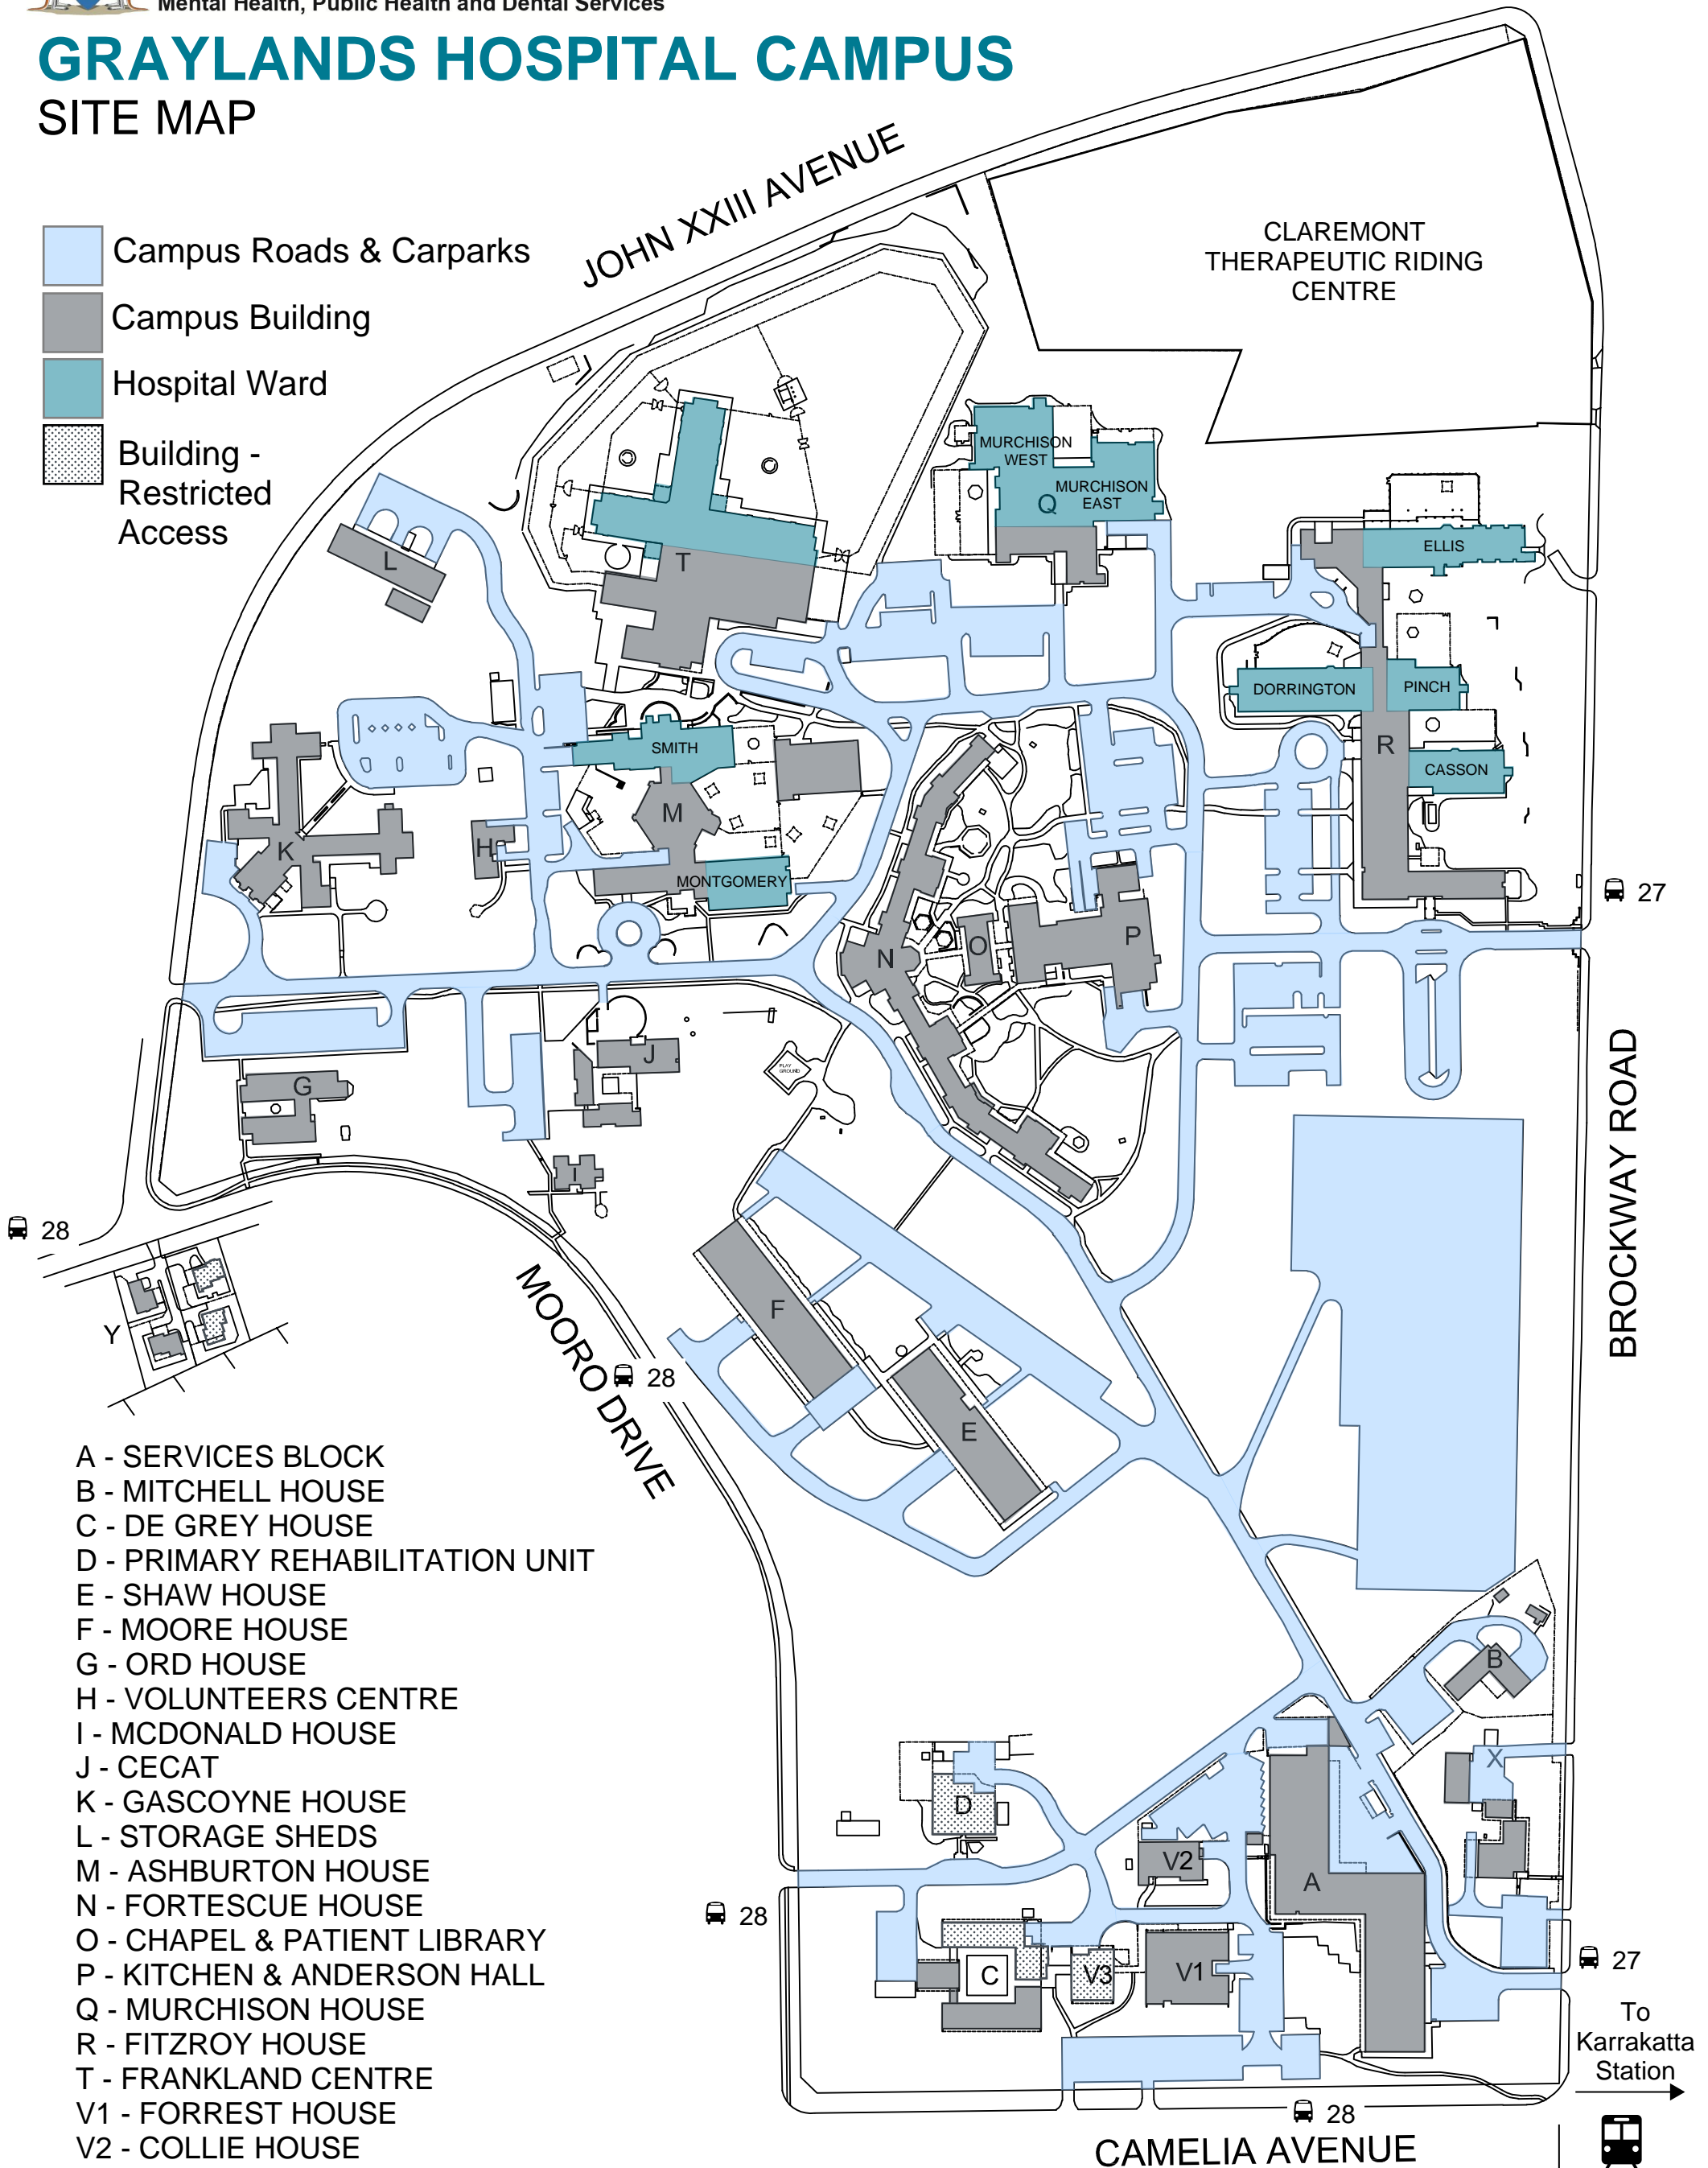 Mental Health, Public Health and Dental Services
GRAYLANDS HOSPITAL CAMPUS
SITE MAP
JOHN XXIII AVENUE
CLAREMONT
THERAPEUTIC RIDING
CENTRE
Campus Roads & Carparks
Campus Building
Hospital Ward
Building -
Restricted
Access
MURCHISON
WEST
MURCHISON
EAST
Q
L
T
ELLIS
DORRINGTON
PINCH
R
SMITH
CASSON
M
K
H
MONTGOMERY
27
N
O
P
J
G
PLAY
GROUND
I
BROCKWAY ROAD
28
Y
F
MOORO DRIVE
28
E
A - SERVICES BLOCK
B - MITCHELL HOUSE
C - DE GREY HOUSE
D - PRIMARY REHABILITATION UNIT
E - SHAW HOUSE
F - MOORE HOUSE
G - ORD HOUSE
H - VOLUNTEERS CENTRE
I - MCDONALD HOUSE
J - CECAT
K - GASCOYNE HOUSE
L - STORAGE SHEDS
M - ASHBURTON HOUSE
N - FORTESCUE HOUSE
O - CHAPEL & PATIENT LIBRARY
P - KITCHEN & ANDERSON HALL
Q - MURCHISON HOUSE
R - FITZROY HOUSE
T - FRANKLAND CENTRE
V1 - FORREST HOUSE
V2 - COLLIE HOUSE
B
X
D
V2
A
28
C
V3
V1
27
To
Karrakatta
Station
28
CAMELIA AVENUE